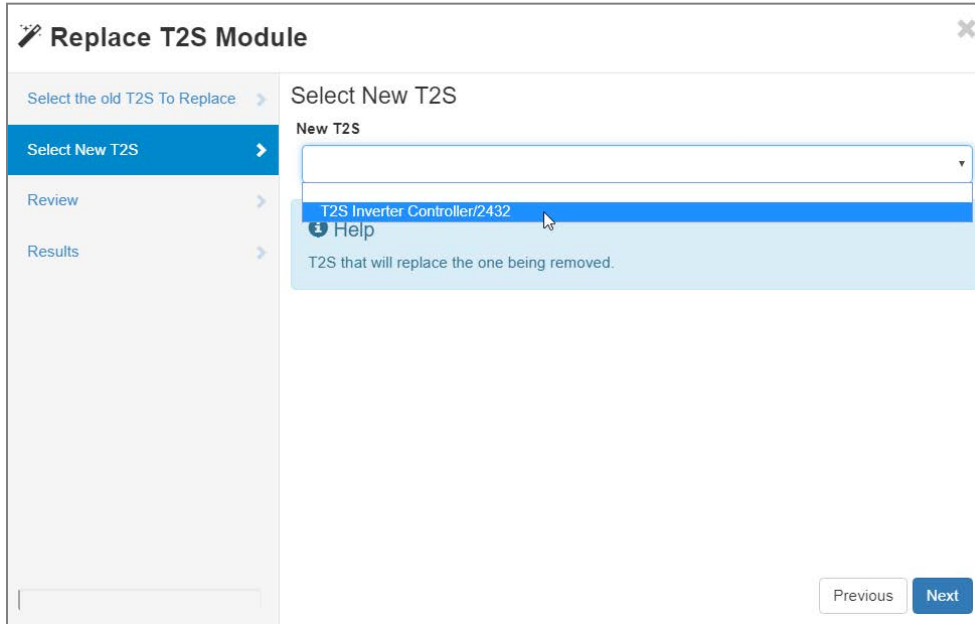 Replace T2S Module
Select the old T2S To Replace
Select New T2S
Review
Results
Select New T2S
New T2S
T2S Inverter Controller/2432
Help
T2S that will replace the one being removed.
Previous
Next